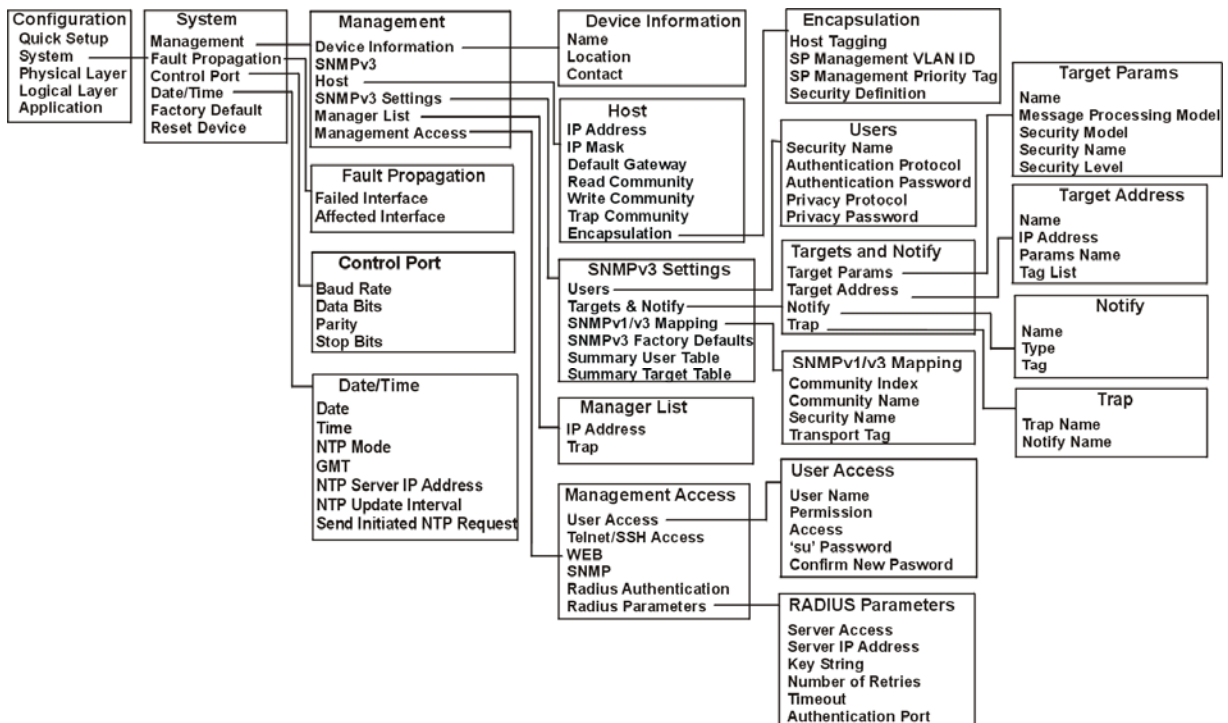 Configuration
Quick Setup
System
Physical Layer
Logical Layer
Application
System
Management
Fault Propagation
Control Port
Date/Time
Factory Default
Reset Device
Management
Device Information
SNMPv3
Host
SNMPv3 Settings
Manager List
Management Access
Fault Propagation
Failed Interface
Affected Interface
Control Port
Baud Rate
Data Bits
Parity
Stop Bits
Date/Time
Date
Time
NTP Mode
GMT
NTP Server IP Address
NTP Update Interval
Send Initiated NTP Request
Device Information
Name
Location
Contact
Host
IP Address
IP Mask
Default Gateway
Read Community
Write Community
Trap Community
Encapsulation
SNMPv3 Settings
Users
Targets & Notify
SNMPv1/v3 Mapping
SNMPv3 Factory Defaults
Summary User Table
Summary Target Table
Manager List
IP Address
Trap
Management Access
User Access
Telnet/SSH Access
WEB
SNMP
Radius Authentication
Radius Parameters
Encapsulation
Host Tagging
SP Management VLAN ID
SP Management Priority Tag
Security Definition
Users
Security Name
Authentication Protocol
Authentication Password
Privacy Protocol
Privacy Password
Targets and Notify
Target Params
Target Address
Notify
Trap
SNMPv1/v3 Mapping
Community Index
Community Name
Security Name
Transport Tag
User Access
User Name
Permission
Access
‘su’ Password
Confirm New Pasword
RADIUS Parameters
Server Access
Server IP Address
Key String
Number of Retries
Timeout
Authentication Port
Target Params
Name
Message Processing Model
Security Model
Security Name
Security Level
Target Address
Name
IP Address
Params Name
Tag List
Notify
Name
Type
Tag
Trap
Trap Name
Notify Name